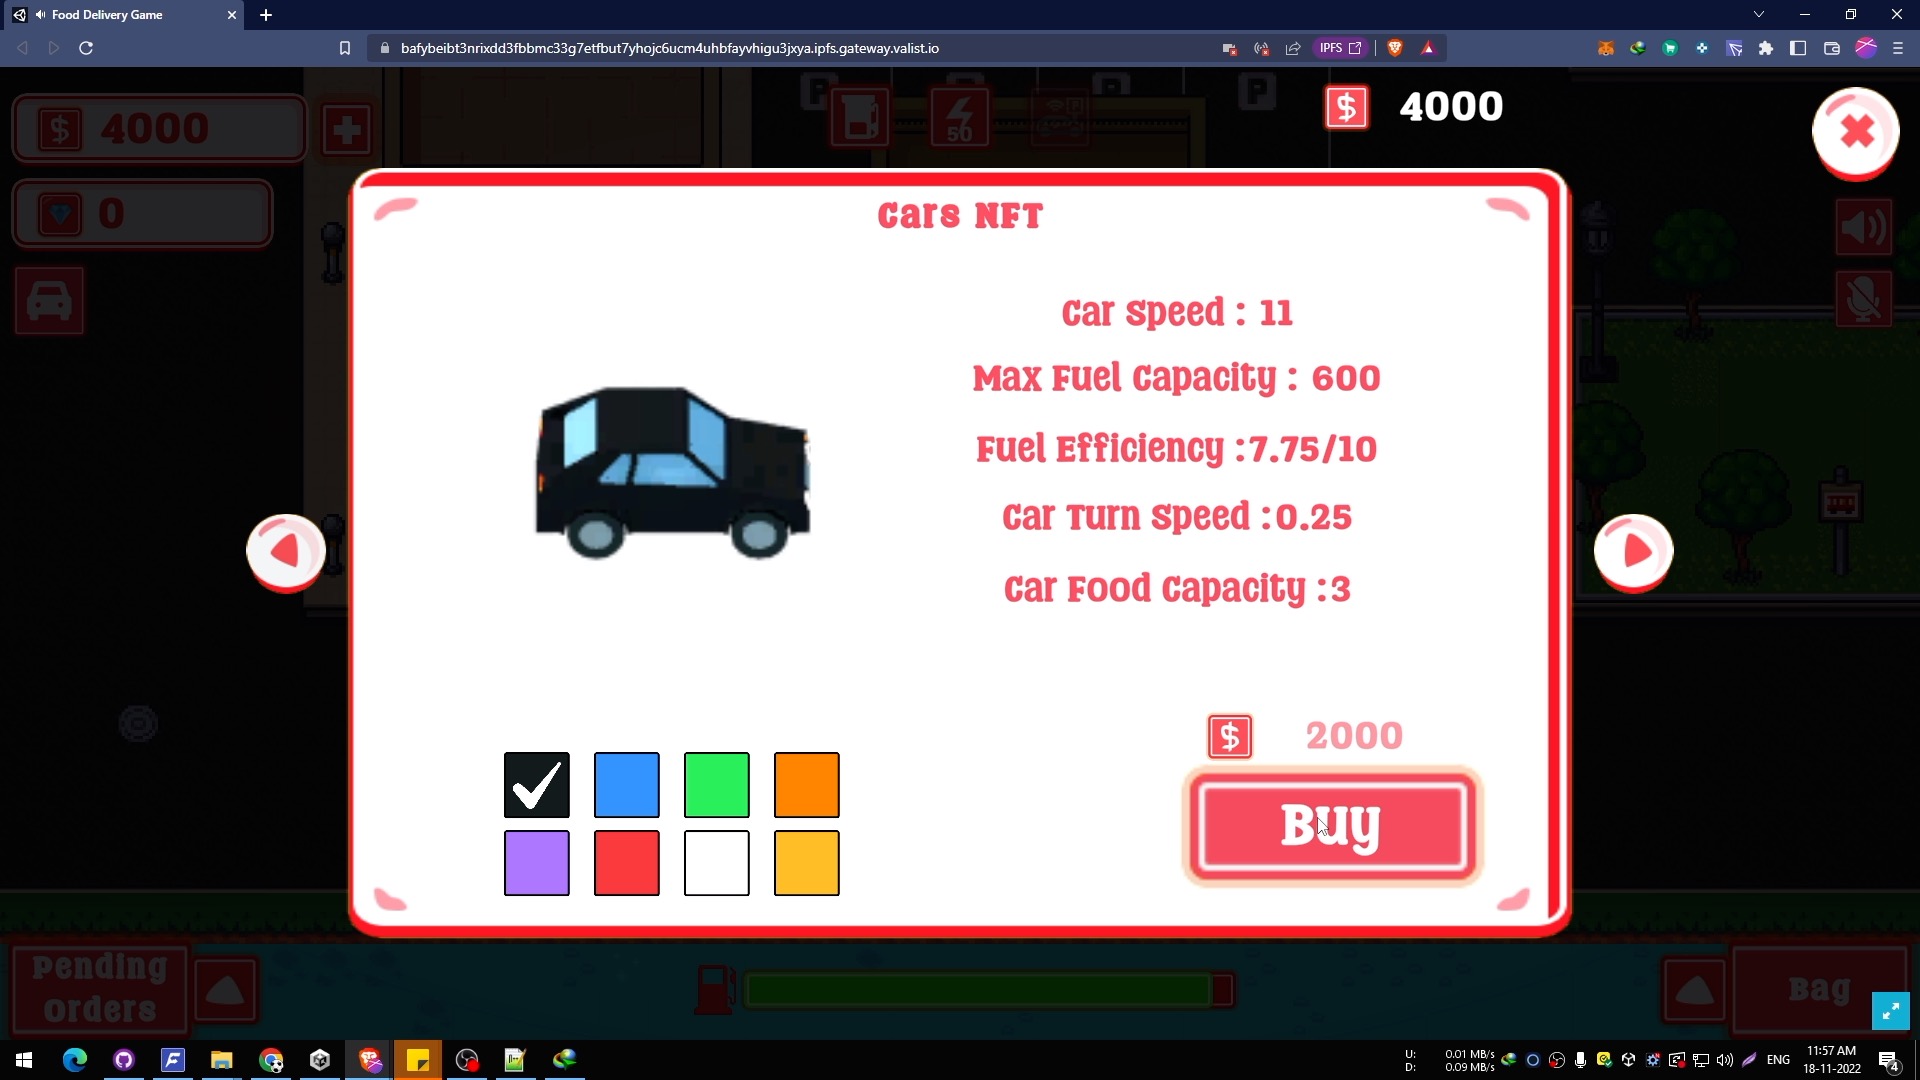 Food Delivery Game
bafybeibt3nrixdd3fbbmc33g7etfbut7yhojc6ucm4uhbfayvhigu3jxya.ipfs.gateway.valist.io
IPFS
P
P
P
$ 4000
50
$ 4000
0
Cars NFT
Car Speed : 11
Max Fuel Capacity : 600
Fuel Efficiency :7.75/10
Car Turn Speed :0.25
Car Food Capacity :3
$ 2000
Buy
Pending
Orders
Bag
U: 0.01 MB/s
D: 0.09 MB/s
ENG
11:57 AM
18-11-2022
4